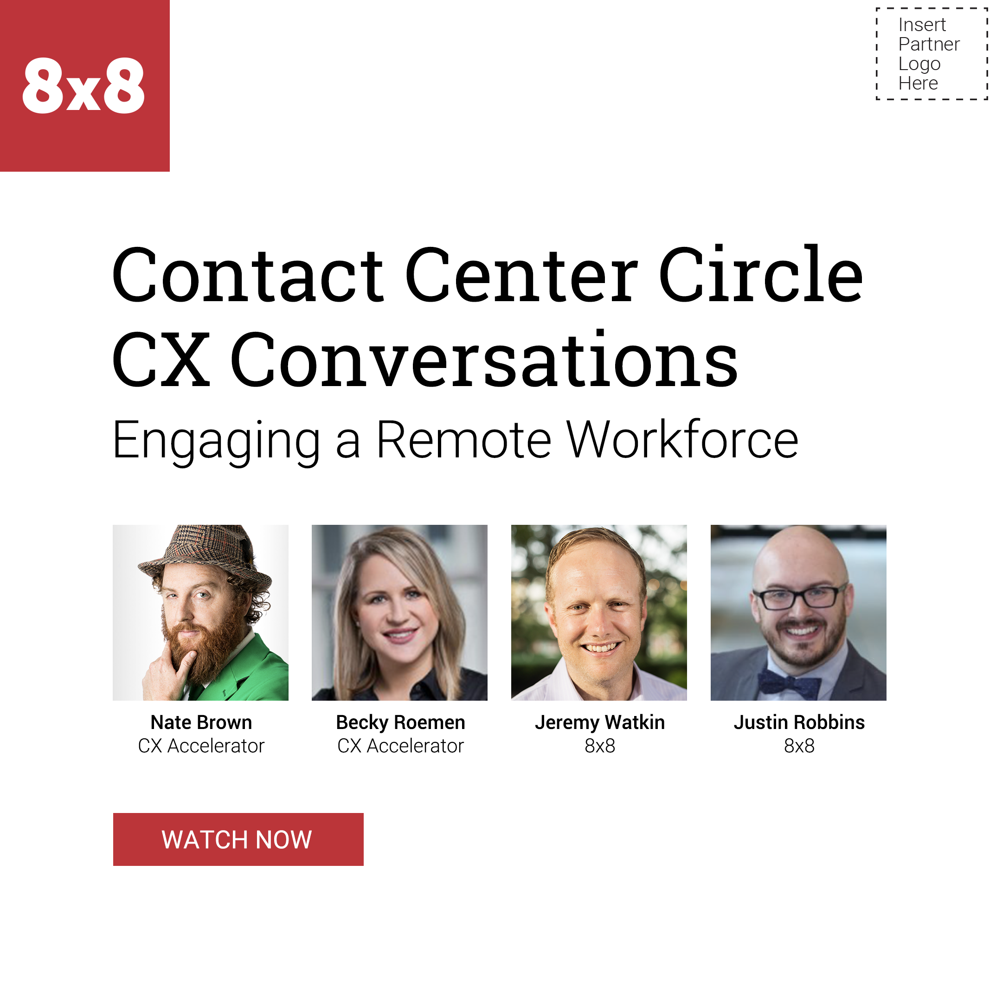 8x8
Insert
Partner
Logo
Here
Contact Center Circle
CX Conversations
Engaging a Remote Workforce
Nate Brown
CX Accelerator
Becky Roemen
CX Accelerator
Jeremy Watkin
8x8
Justin Robbins
8x8
WATCH NOW